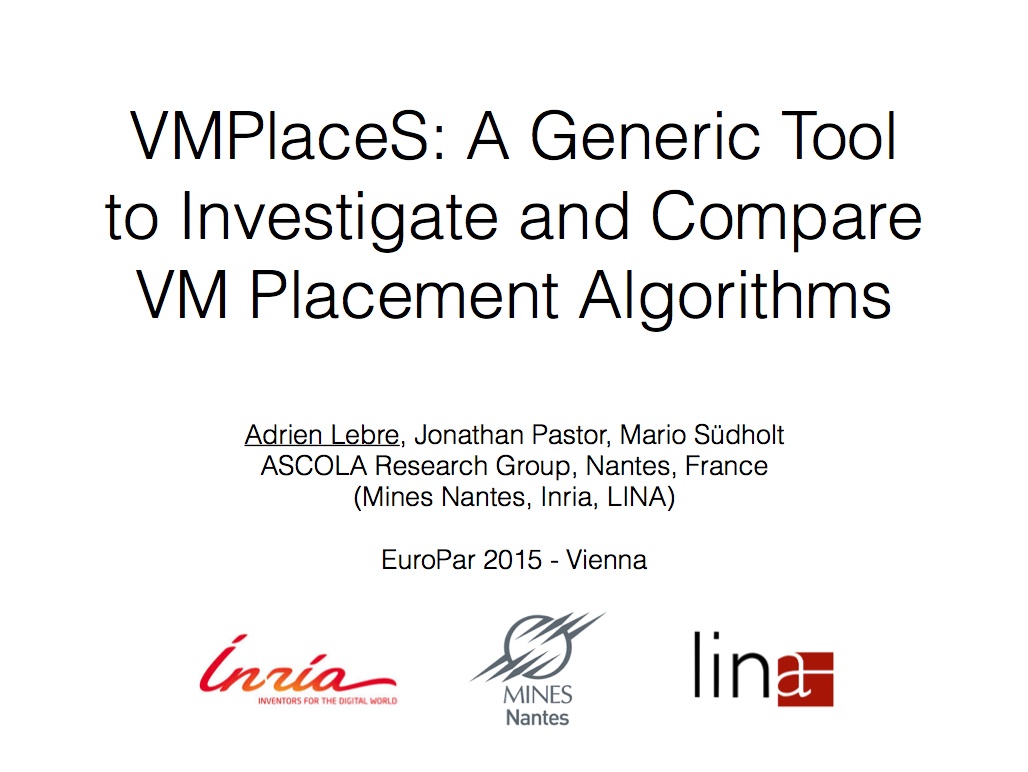 VMPlaceS: A Generic Tool
to Investigate and Compare
VM Placement Algorithms
Adrien Lebre, Jonathan Pastor, Mario Südholt
ASCOLA Research Group, Nantes, France
(Mines Nantes, Inria, LINA)
EuroPar 2015 - Vienna
Inría
INVENTORS FOR THE DIGITAL WORLD
MINES
Nantes
lina